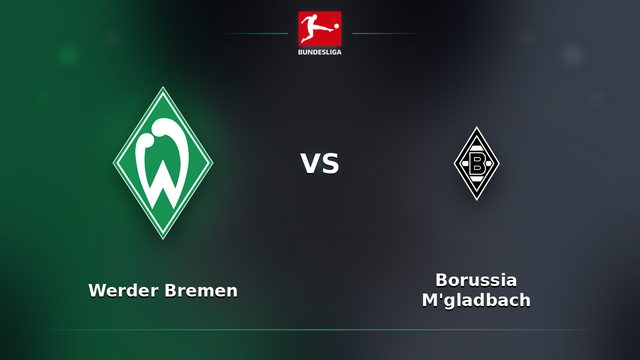 BUNDESLIGA
W
VS
B
Werder Bremen
Borussia
M'gladbach